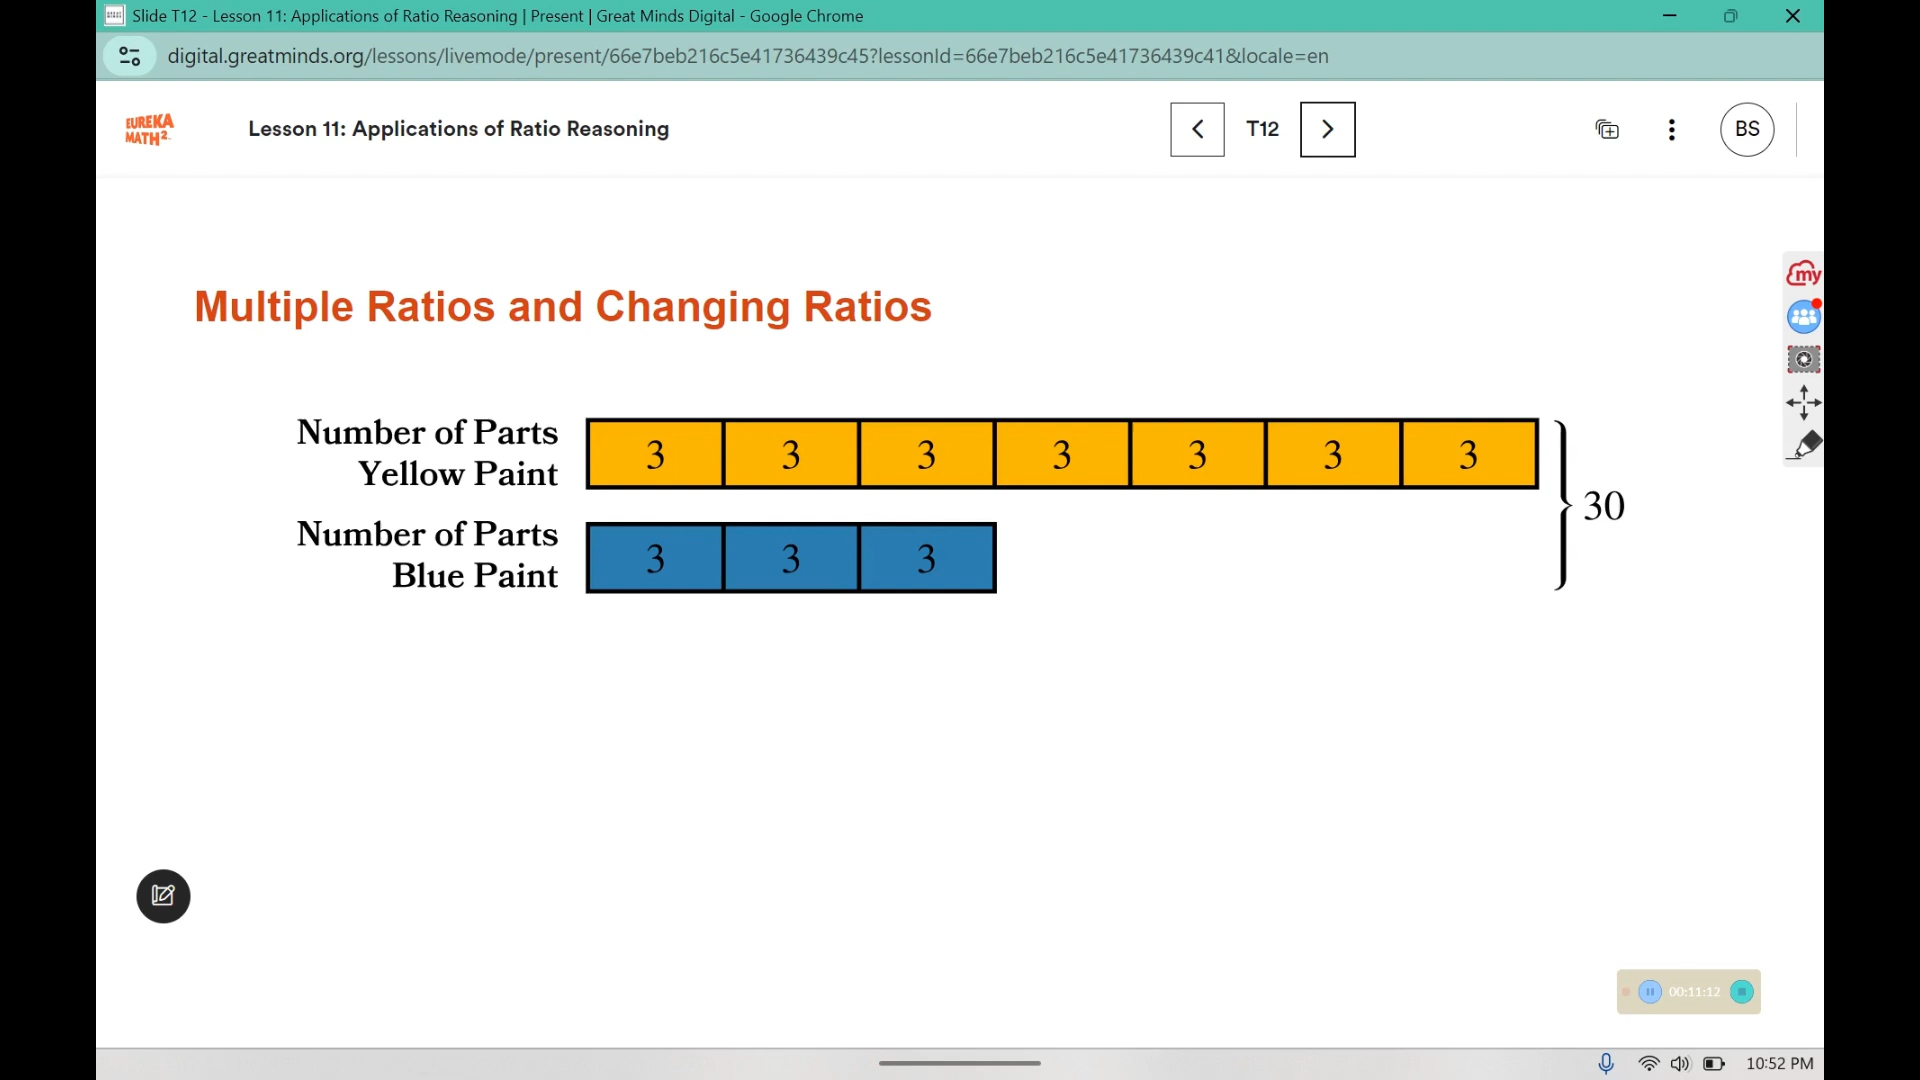 Slide T12 - Lesson 11: Applications of Ratio Reasoning | Present | Great Minds Digital - Google Chrome
digital.greatminds.org/lessons/livemode/present/66e7beb216c5e41736439c45?lessonId=66e7beb216c5e41736439c41&locale=en
EUREKA
MATH²
Lesson 11: Applications of Ratio Reasoning
T12
BS
my
Multiple Ratios and Changing Ratios
Number of Parts
Yellow Paint
3 3 3 3 3 3 3
30
Number of Parts
Blue Paint
3 3 3
00:11:12
10:52 PM